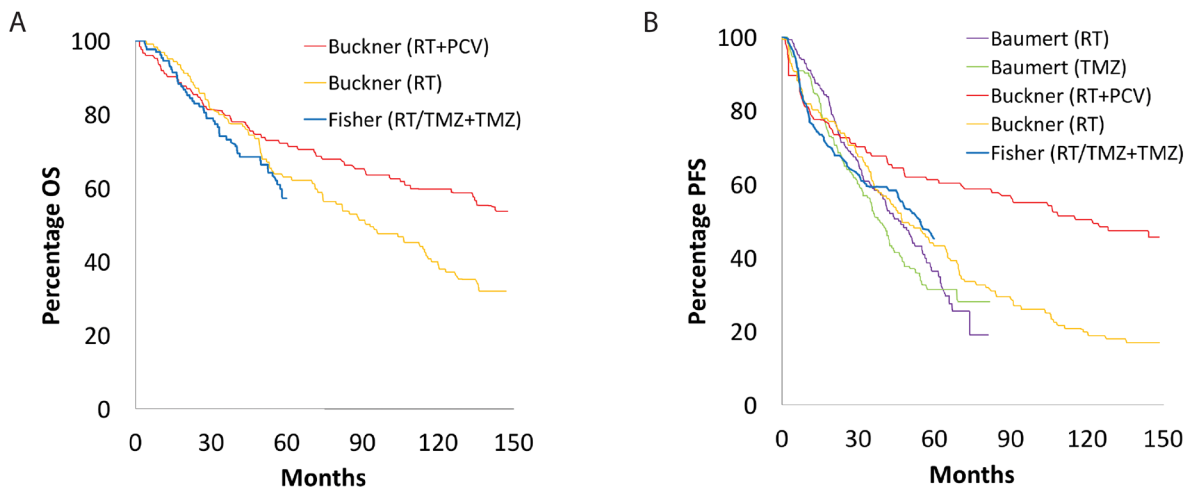 A
Percentage OS
100
80
60
40
20
0
Buckner (RT+PCV)
Buckner (RT)
Fisher (RT/TMZ+TMZ)
0 30 60 90 120 150
Months
B
Percentage PFS
100
80
60
40
20
0
Baumert (RT)
Baumert (TMZ)
Buckner (RT+PCV)
Buckner (RT)
Fisher (RT/TMZ+TMZ)
0 30 60 90 120 150
Months